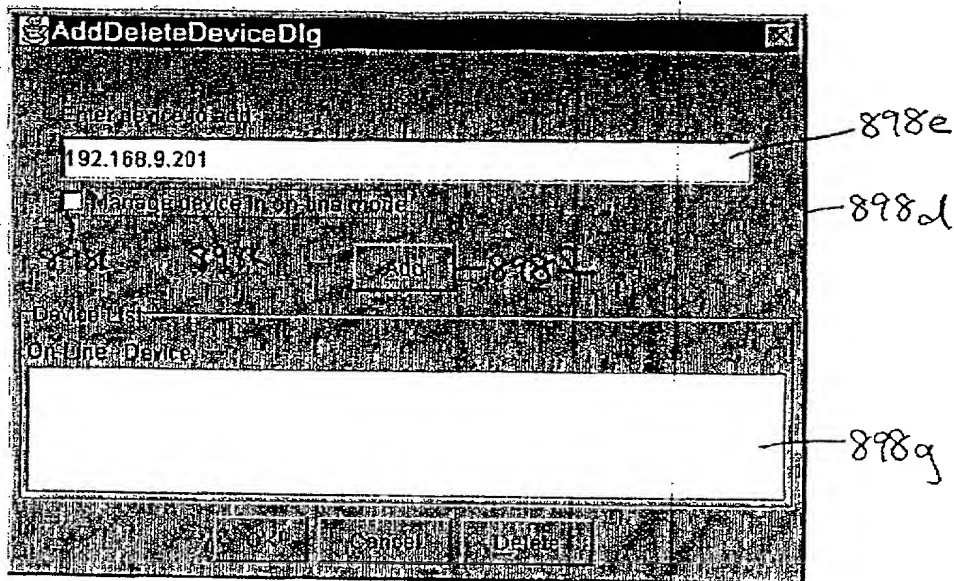 AddDeleteDeviceDlg
Enter device to add:
898e
192.168.9.201
Manage device in on-line mode
898d
Add
Device List
On-Line Device
898g
OK Cancel Delete